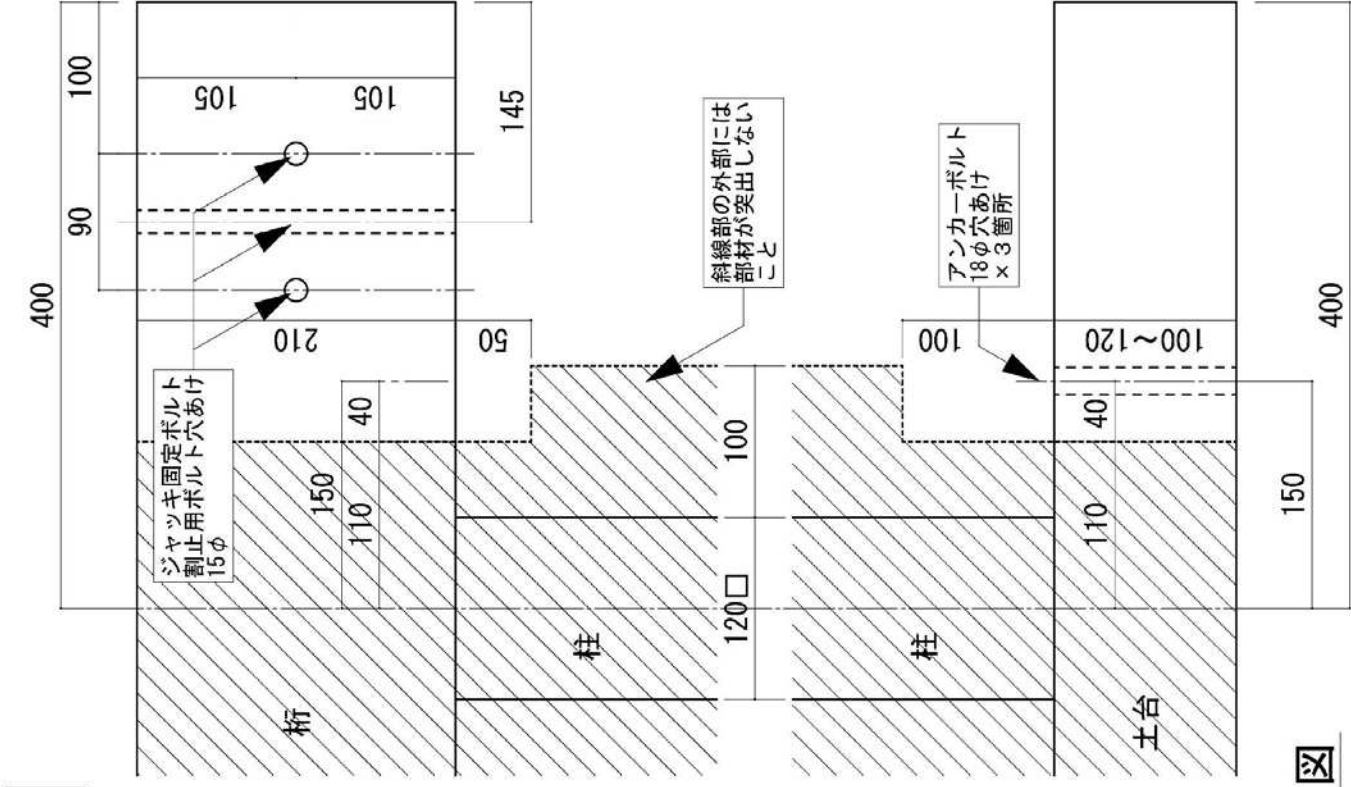 400
100
90
105
105
145
210
50
ジャッキ固定ボルト
割止用ボルト穴あけ
15φ
150
40
110
斜線部の外部には
部材が突出しない
こと
アンカーボルト
18φ穴あけ
×3箇所
100
100~120
100
120□
40
110
150
400
桁
柱
柱
土台
図